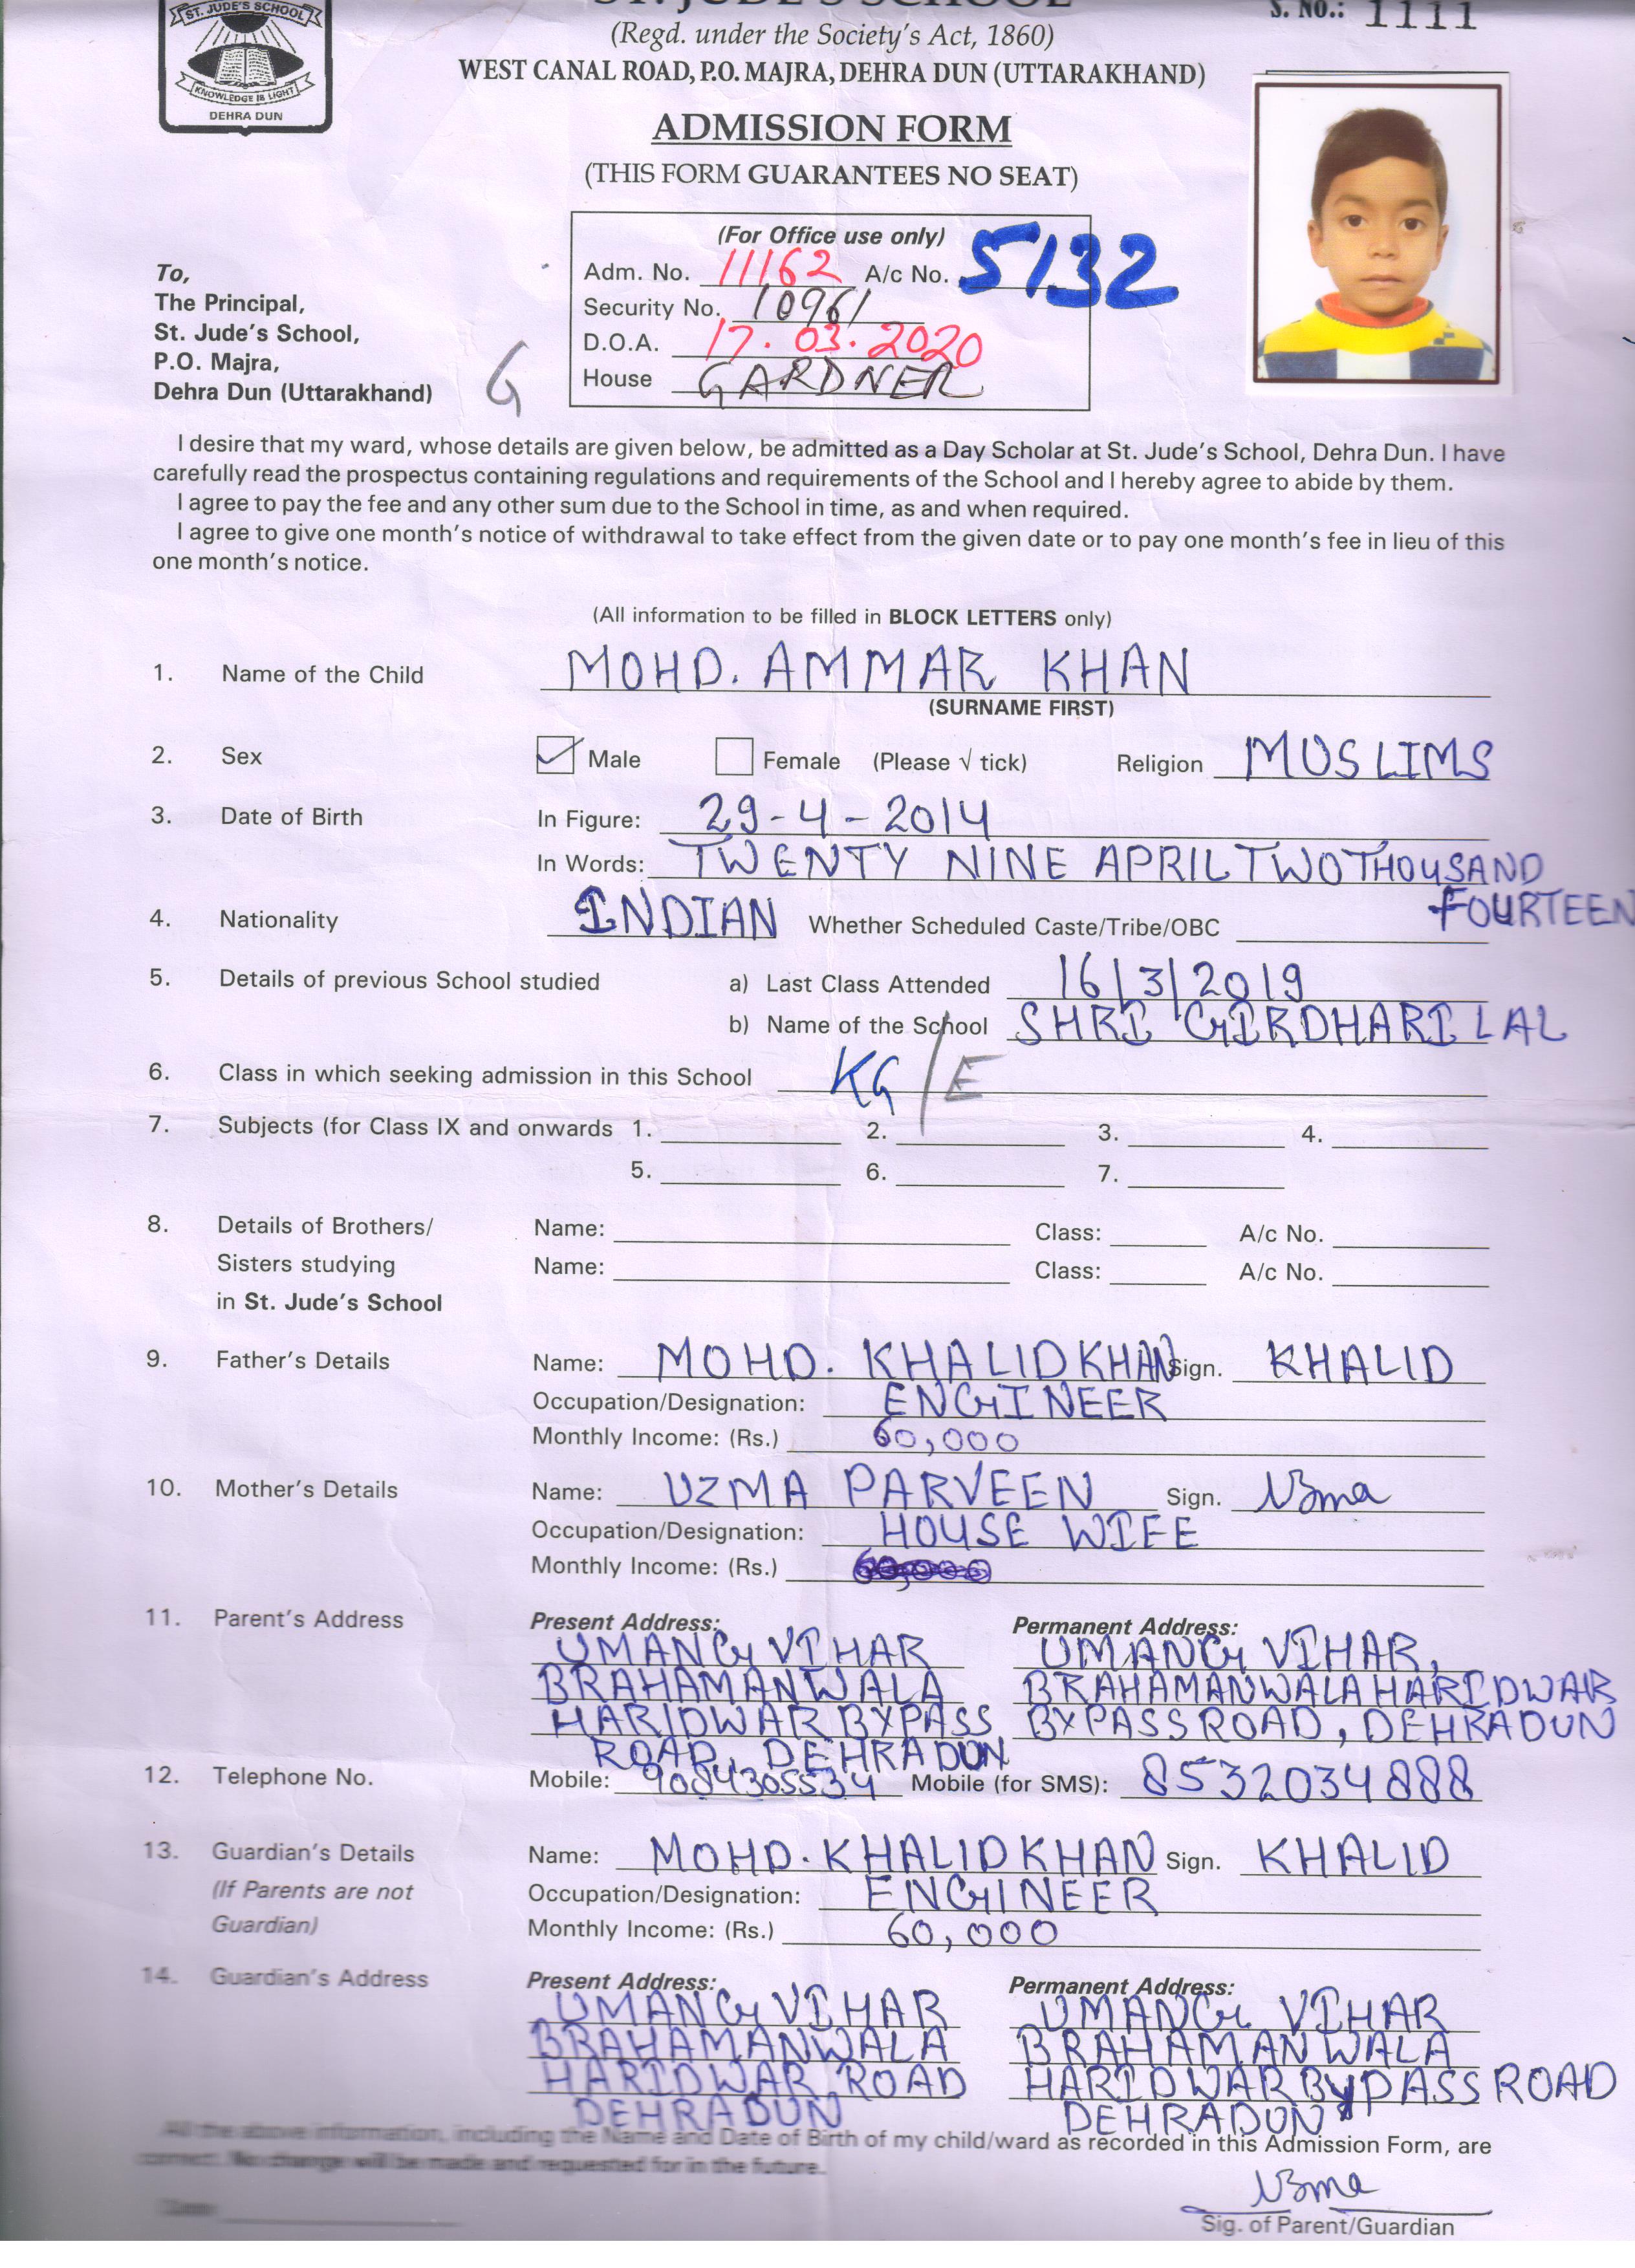 ST. JUDE'S SCHOOL
KNOWLEDGE IS LIGHT
DEHRA DUN
ST. JUDE'S SCHOOL
S. NO.: 1111
(Regd. under the Society's Act, 1860)
WEST CANAL ROAD, P.O. MAJRA, DEHRA DUN (UTTARAKHAND)
ADMISSION FORM
(THIS FORM GUARANTEES NO SEAT)
(For Office use only)
Adm. No. 11162 A/c No. 5132
Security No. 10961
D.O.A. 17.03.2020
House GARDNER
To,
The Principal,
St. Jude's School,
P.O. Majra,
Dehra Dun (Uttarakhand)
G
I desire that my ward, whose details are given below, be admitted as a Day Scholar at St. Jude's School, Dehra Dun. I have
carefully read the prospectus containing regulations and requirements of the School and I hereby agree to abide by them.
I agree to pay the fee and any other sum due to the School in time, as and when required.
I agree to give one month's notice of withdrawal to take effect from the given date or to pay one month's fee in lieu of this
one month's notice.
(All information to be filled in BLOCK LETTERS only)
1. Name of the Child MOHD. AMMAR KHAN
(SURNAME FIRST)
2. Sex Male Female (Please √ tick) Religion MUSLIMS
3. Date of Birth In Figure: 29-4-2014
In Words: TWENTY NINE APRIL TWO THOUSAND
FOURTEEN
4. Nationality INDIAN Whether Scheduled Caste/Tribe/OBC
5. Details of previous School studied a) Last Class Attended 16/3/2019
b) Name of the School SHRI GIRDHARI LAL
6. Class in which seeking admission in this School KG/E
7. Subjects (for Class IX and onwards 1. 2. 3. 4.
5. 6. 7.
8. Details of Brothers/ Name: Class: A/c No.
Sisters studying Name: Class: A/c No.
in St. Jude's School
9. Father's Details Name: MOHD. KHALID KHAN Sign. KHALID
Occupation/Designation: ENGINEER
Monthly Income: (Rs.) 60,000
10. Mother's Details Name: UZMA PARVEEN Sign. Uzma
Occupation/Designation: HOUSE WIFE
Monthly Income: (Rs.) 60,000
11. Parent's Address Present Address: Permanent Address:
UMANG VIHAR UMANG VIHAR,
BRAHAMANWALA BRAHAMANWALA HARIDWAR
HARIDWAR BYPASS BYPASS ROAD, DEHRADUN
ROAD, DEHRADUN
12. Telephone No. Mobile: 9084305534 Mobile (for SMS): 8532034888
13. Guardian's Details Name: MOHD. KHALID KHAN Sign. KHALID
(If Parents are not Occupation/Designation: ENGINEER
Guardian) Monthly Income: (Rs.) 60,000
14. Guardian's Address Present Address: Permanent Address:
UMANG VIHAR UMANG VIHAR
BRAHAMANWALA BRAHAMANWALA
HARIDWAR ROAD HARIDWAR BYPASS ROAD
DEHRADUN DEHRADUN
All the above information, including the Name and Date of Birth of my child/ward as recorded in this Admission Form, are
correct. No change will be made and requested for in the future.
Uzma
Date:
Sig. of Parent/Guardian